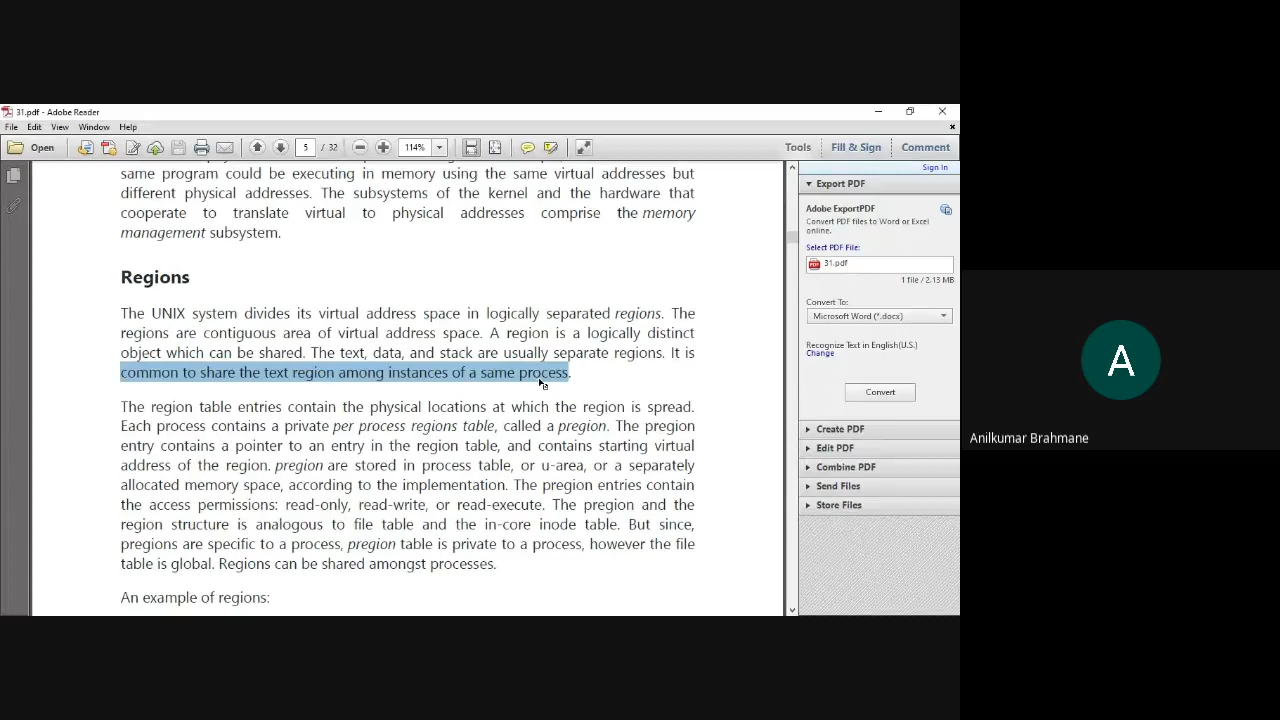 31.pdf - Adobe Reader
File Edit View Window Help
Open 5 / 32 114% Tools Fill & Sign Comment
same program could be executing in memory using the same virtual addresses but
different physical addresses. The subsystems of the kernel and the hardware that
cooperate to translate virtual to physical addresses comprise the memory
management subsystem.
Regions
The UNIX system divides its virtual address space in logically separated regions. The
regions are contiguous area of virtual address space. A region is a logically distinct
object which can be shared. The text, data, and stack are usually separate regions. It is
common to share the text region among instances of a same process.
The region table entries contain the physical locations at which the region is spread.
Each process contains a private per process regions table, called a pregion. The pregion
entry contains a pointer to an entry in the region table, and contains starting virtual
address of the region. pregion are stored in process table, or u-area, or a separately
allocated memory space, according to the implementation. The pregion entries contain
the access permissions: read-only, read-write, or read-execute. The pregion and the
region structure is analogous to file table and the in-core inode table. But since,
pregions are specific to a process, pregion table is private to a process, however the file
table is global. Regions can be shared amongst processes.
An example of regions:
Sign In
Export PDF
Adobe ExportPDF
Convert PDF files to Word or Excel
online.
Select PDF File:
31.pdf
1 file / 2.13 MB
Convert To:
Microsoft Word (*.docx)
Recognize Text in English(U.S.)
Change
Convert
Create PDF
Edit PDF
Combine PDF
Send Files
Store Files
A
Anilkumar Brahmane